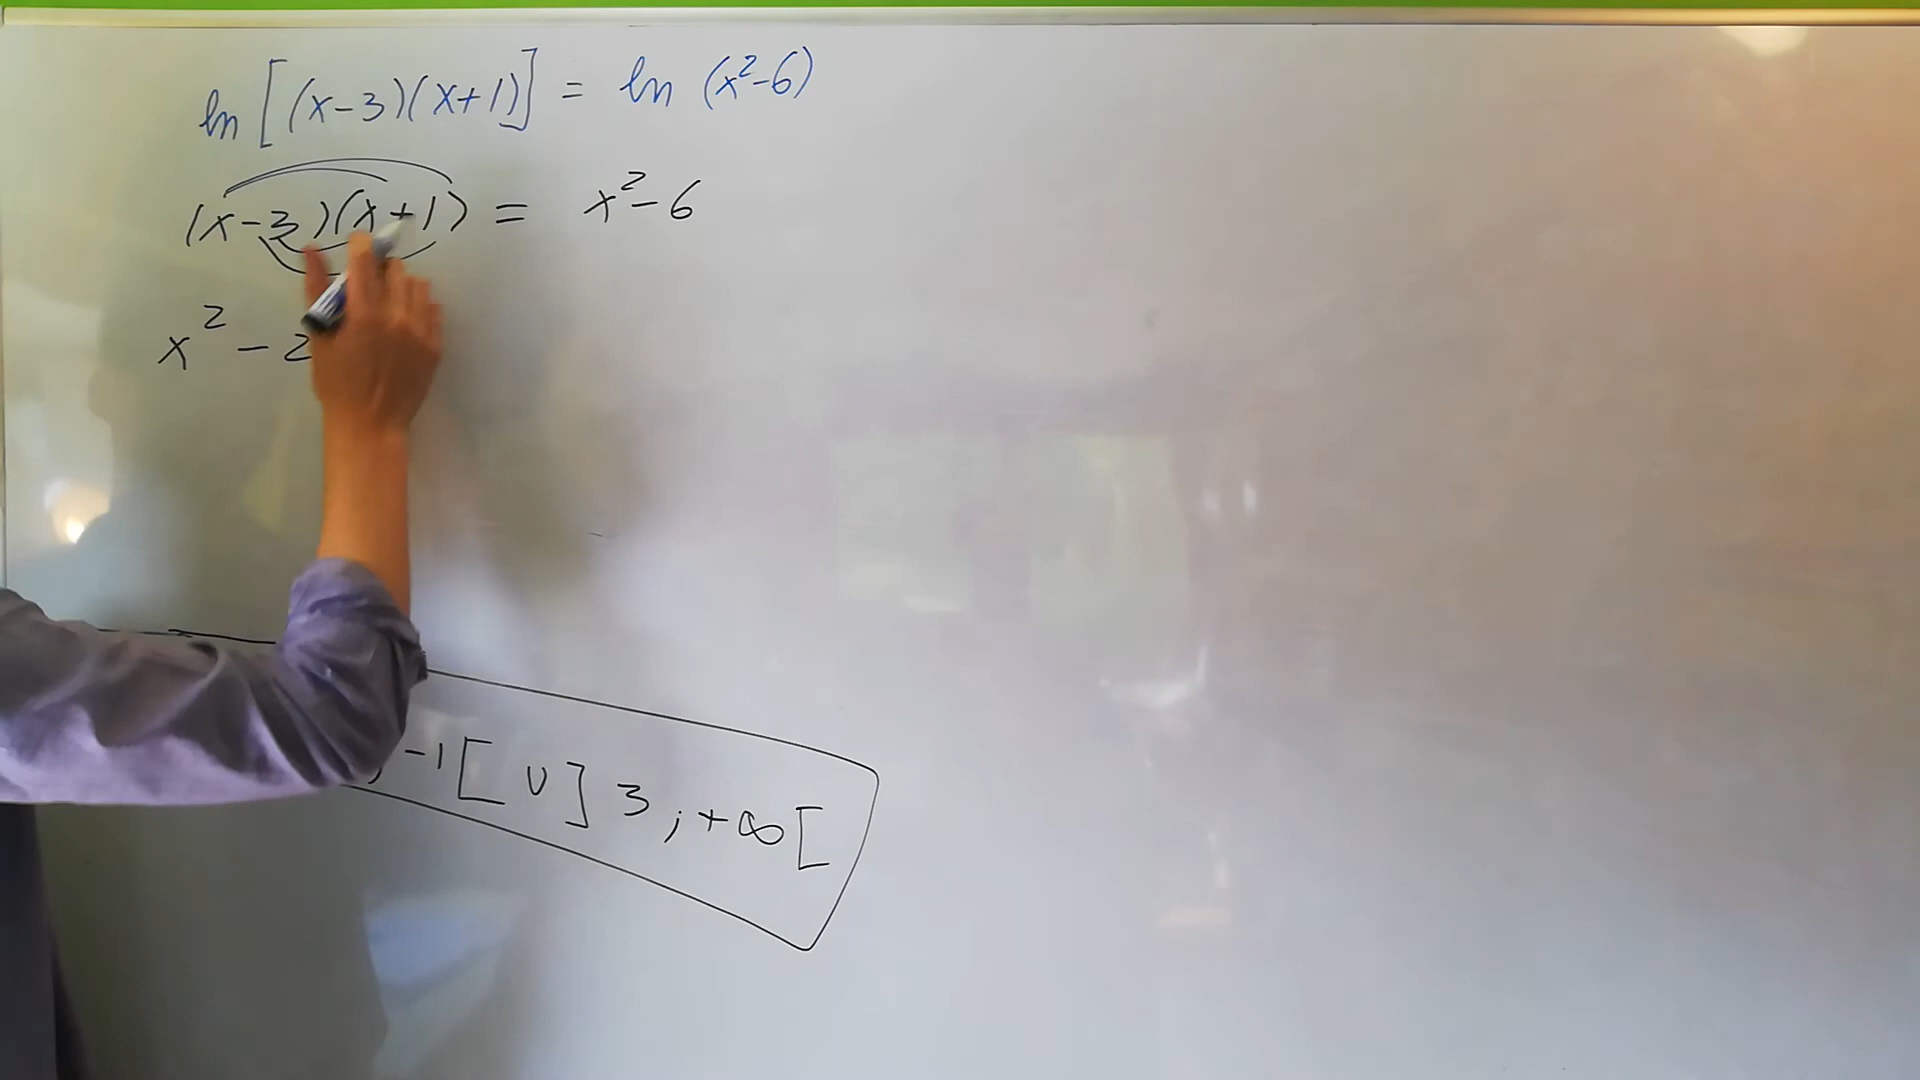 ln [(x-3)(x+1)] = ln (x²-6)
(x-3)(x+1) = x²-6
x² - 2
-1[ ∪ ]3 ; +∞[